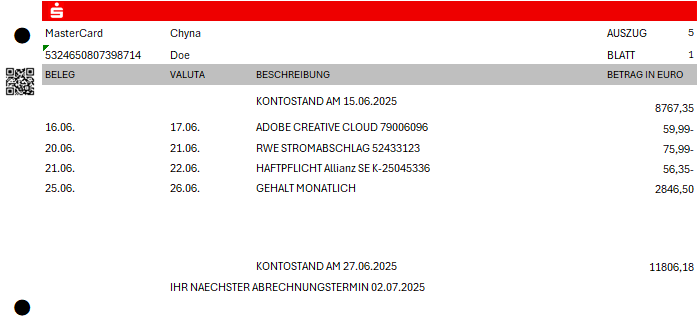 MasterCard Chyna AUSZUG 5
5324650807398714 Doe BLATT 1
BELEG VALUTA BESCHREIBUNG BETRAG IN EURO
KONTOSTAND AM 15.06.2025 8767,35
16.06. 17.06. ADOBE CREATIVE CLOUD 79006096 59,99-
20.06. 21.06. RWE STROMABSCHLAG 52433123 75,99-
21.06. 22.06. HAFTPFLICHT Allianz SE K-25045336 56,35-
25.06. 26.06. GEHALT MONATLICH 2846,50
KONTOSTAND AM 27.06.2025 11806,18
IHR NAECHSTER ABRECHNUNGSTERMIN 02.07.2025